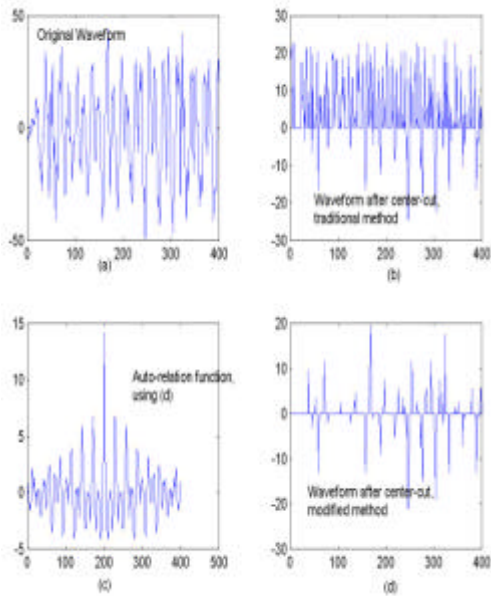 50
Original Waveform
0
-50
0 100 200 300 400
(a)
30
20
10
0
-10
-20
-30
Waveform after center-cut,
traditional method
0 100 200 300 400
(b)
15
10
5
0
-5
Auto-relation function,
using (d)
0 100 200 300 400 500
(c)
20
10
0
-10
-20
-30
Waveform after center-cut,
modified method
0 100 200 300 400
(d)